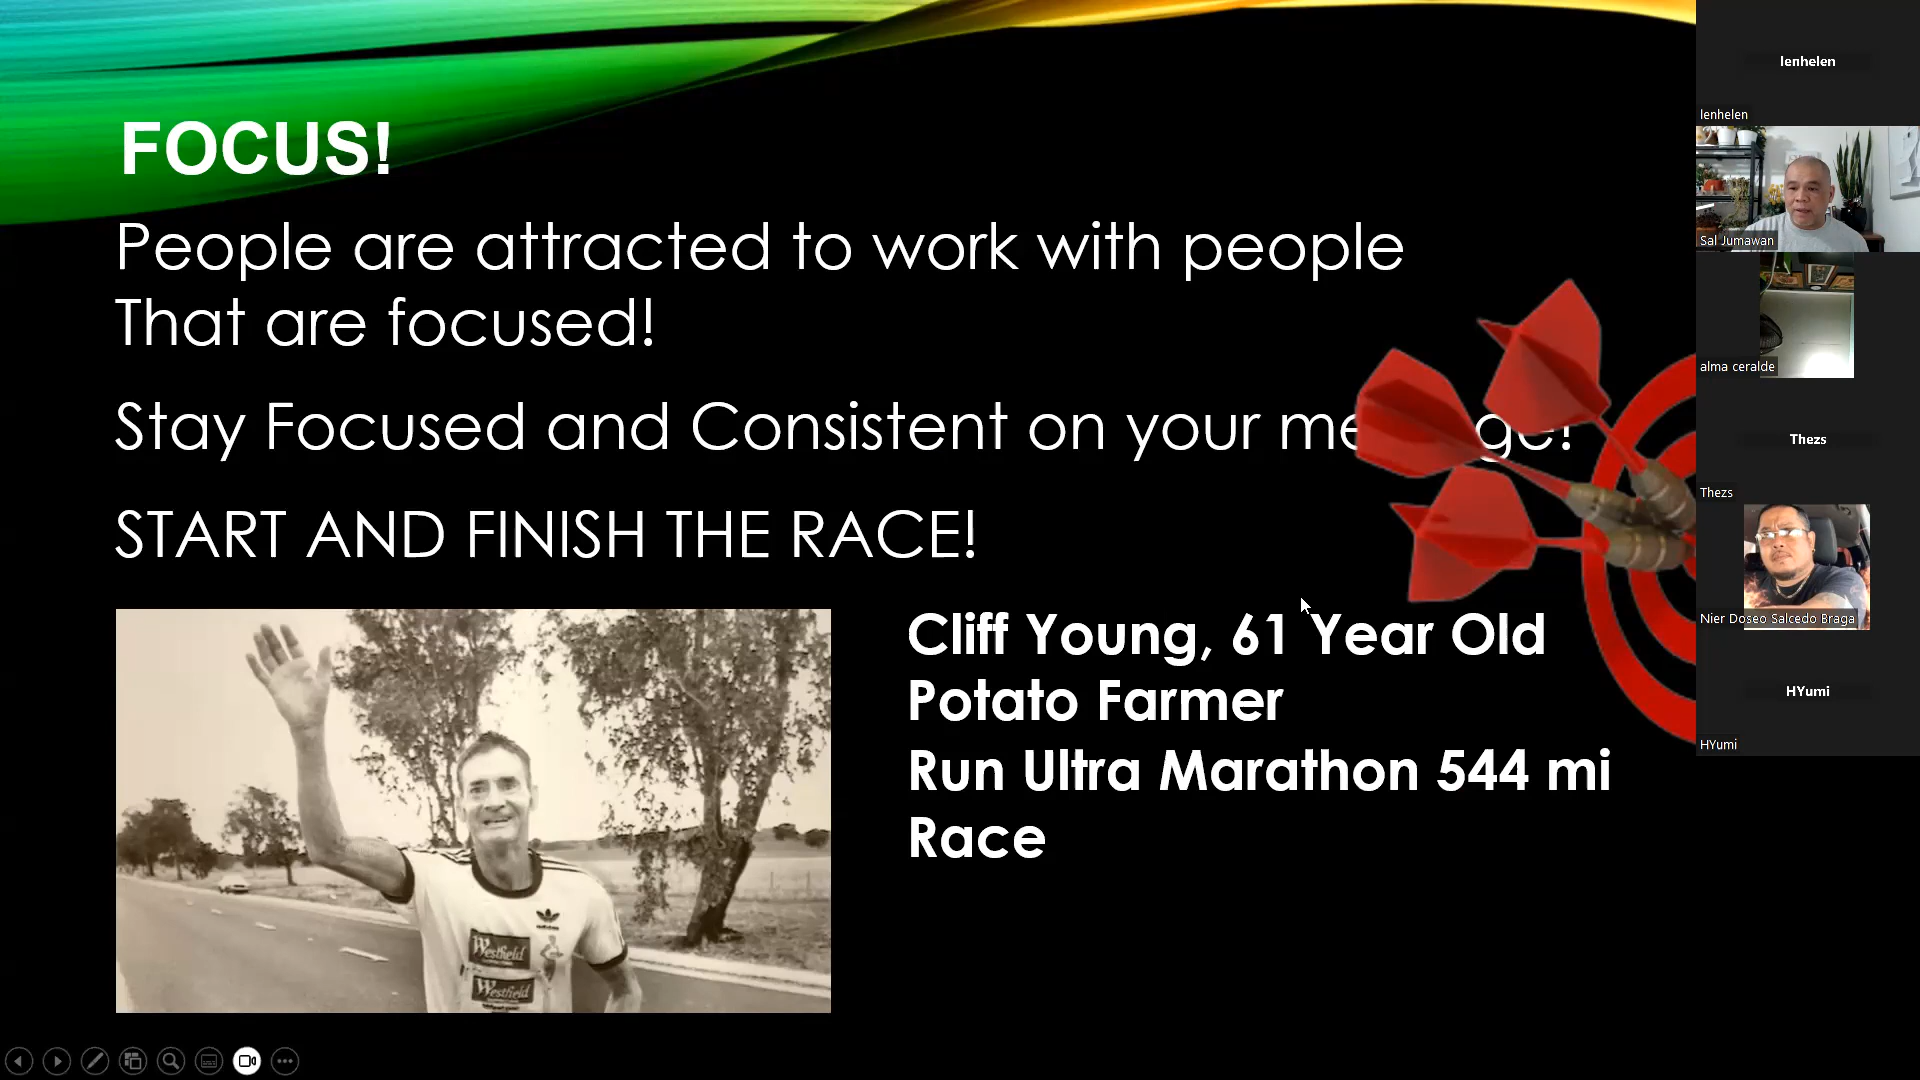 FOCUS!
People are attracted to work with people
That are focused!
Stay Focused and Consistent on your me ge!
START AND FINISH THE RACE!
Cliff Young, 61 Year Old
Potato Farmer
Run Ultra Marathon 544 mi
Race
adidas
Westfield
Westfield
lenhelen
lenhelen
Sal Jumawan
alma ceralde
Thezs
Thezs
Nier Doseo Salcedo Braga
HYumi
HYumi